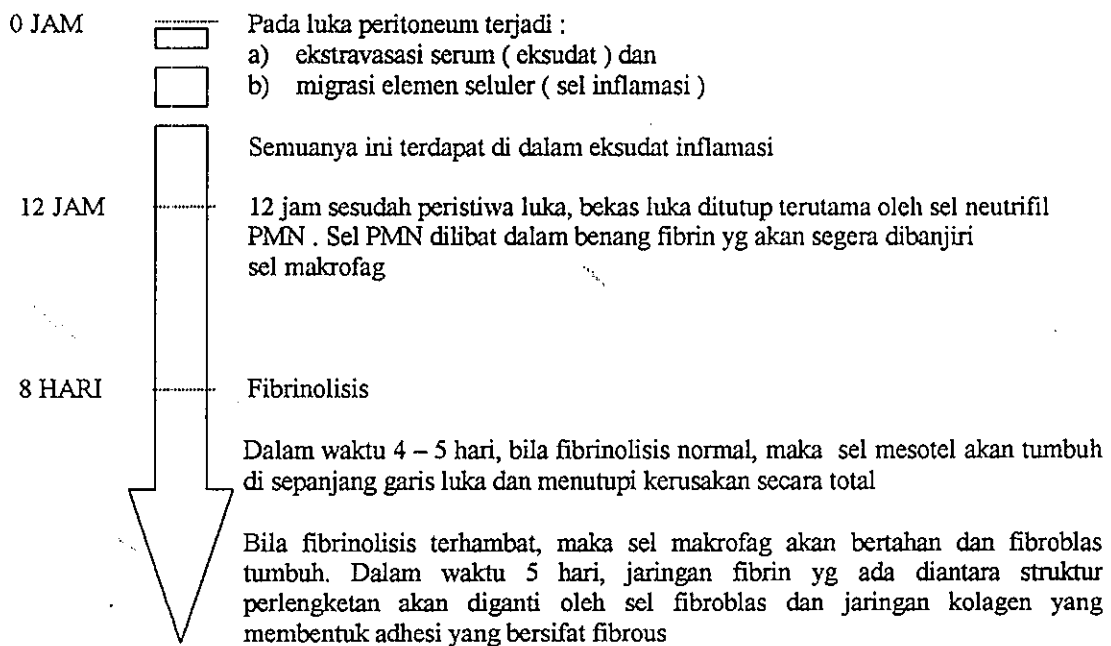 0 JAM Pada luka peritoneum terjadi :
a) ekstravasasi serum ( eksudat ) dan
b) migrasi elemen seluler ( sel inflamasi )
Semuanya ini terdapat di dalam eksudat inflamasi
12 JAM 12 jam sesudah peristiwa luka, bekas luka ditutup terutama oleh sel neutrifil
PMN . Sel PMN dilibat dalam benang fibrin yg akan segera dibanjiri
sel makrofag
8 HARI Fibrinolisis
Dalam waktu 4 – 5 hari, bila fibrinolisis normal, maka sel mesotel akan tumbuh
di sepanjang garis luka dan menutupi kerusakan secara total
Bila fibrinolisis terhambat, maka sel makrofag akan bertahan dan fibroblas
tumbuh. Dalam waktu 5 hari, jaringan fibrin yg ada diantara struktur
perlengketan akan diganti oleh sel fibroblas dan jaringan kolagen yang
membentuk adhesi yang bersifat fibrous